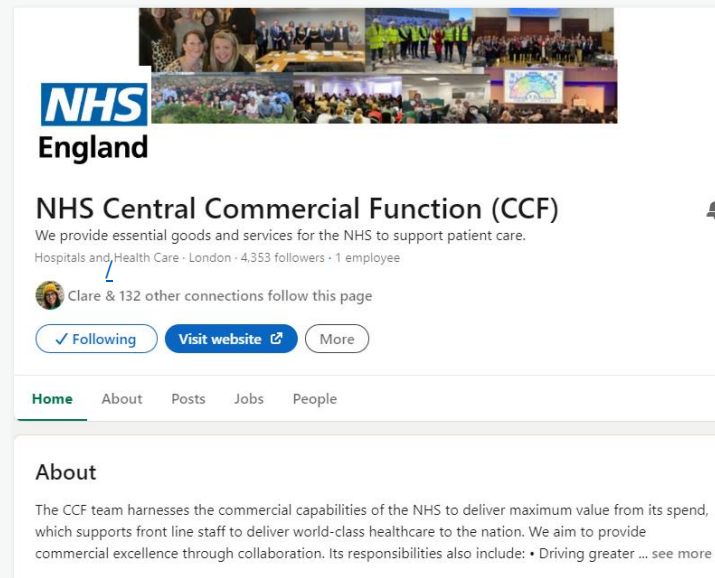 NHS
England
NHS Central Commercial Function (CCF)
We provide essential goods and services for the NHS to support patient care.
Hospitals and Health Care · London · 4,353 followers · 1 employee
/
Clare & 132 other connections follow this page
✓ Following Visit website More
Home About Posts Jobs People
About
The CCF team harnesses the commercial capabilities of the NHS to deliver maximum value from its spend,
which supports front line staff to deliver world-class healthcare to the nation. We aim to provide
commercial excellence through collaboration. Its responsibilities also include: • Driving greater ... see more